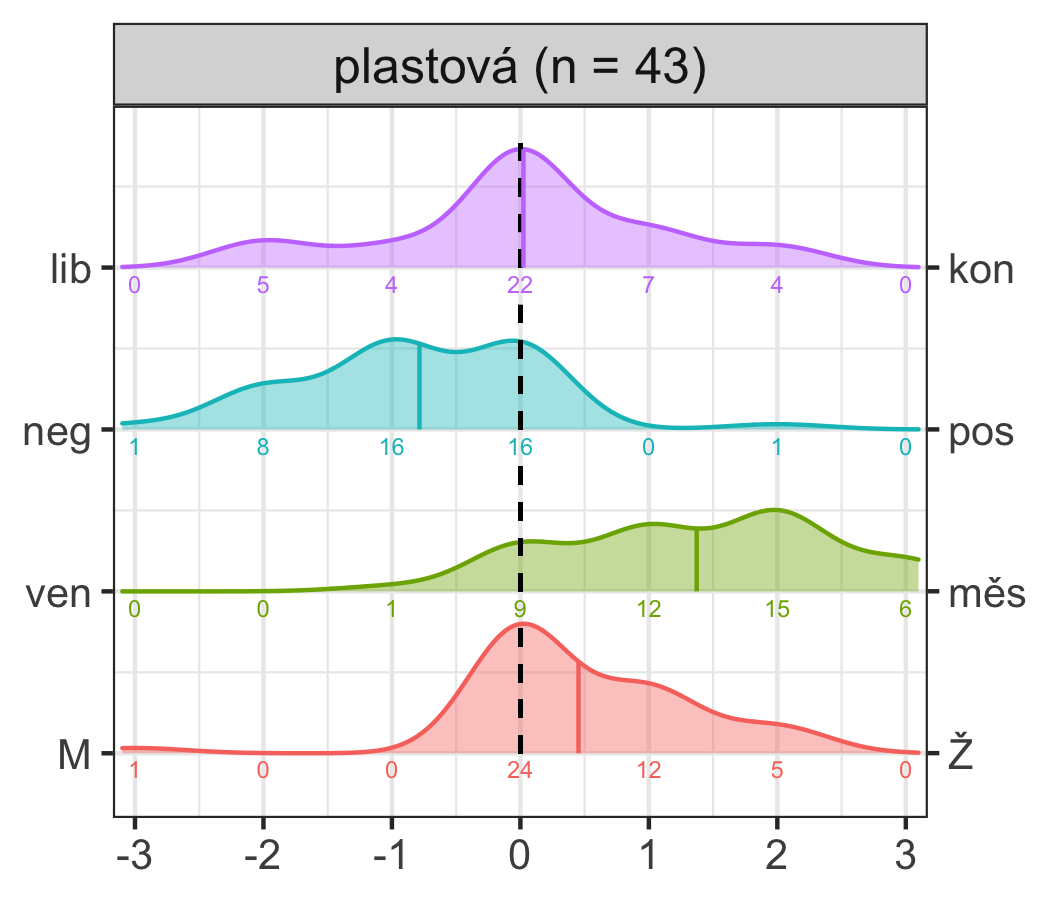 plastová (n = 43)
lib kon
0 5 4 22 7 4 0
neg pos
1 8 16 16 0 1 0
ven měs
0 0 1 9 12 15 6
M Ž
1 0 0 24 12 5 0
-3 -2 -1 0 1 2 3